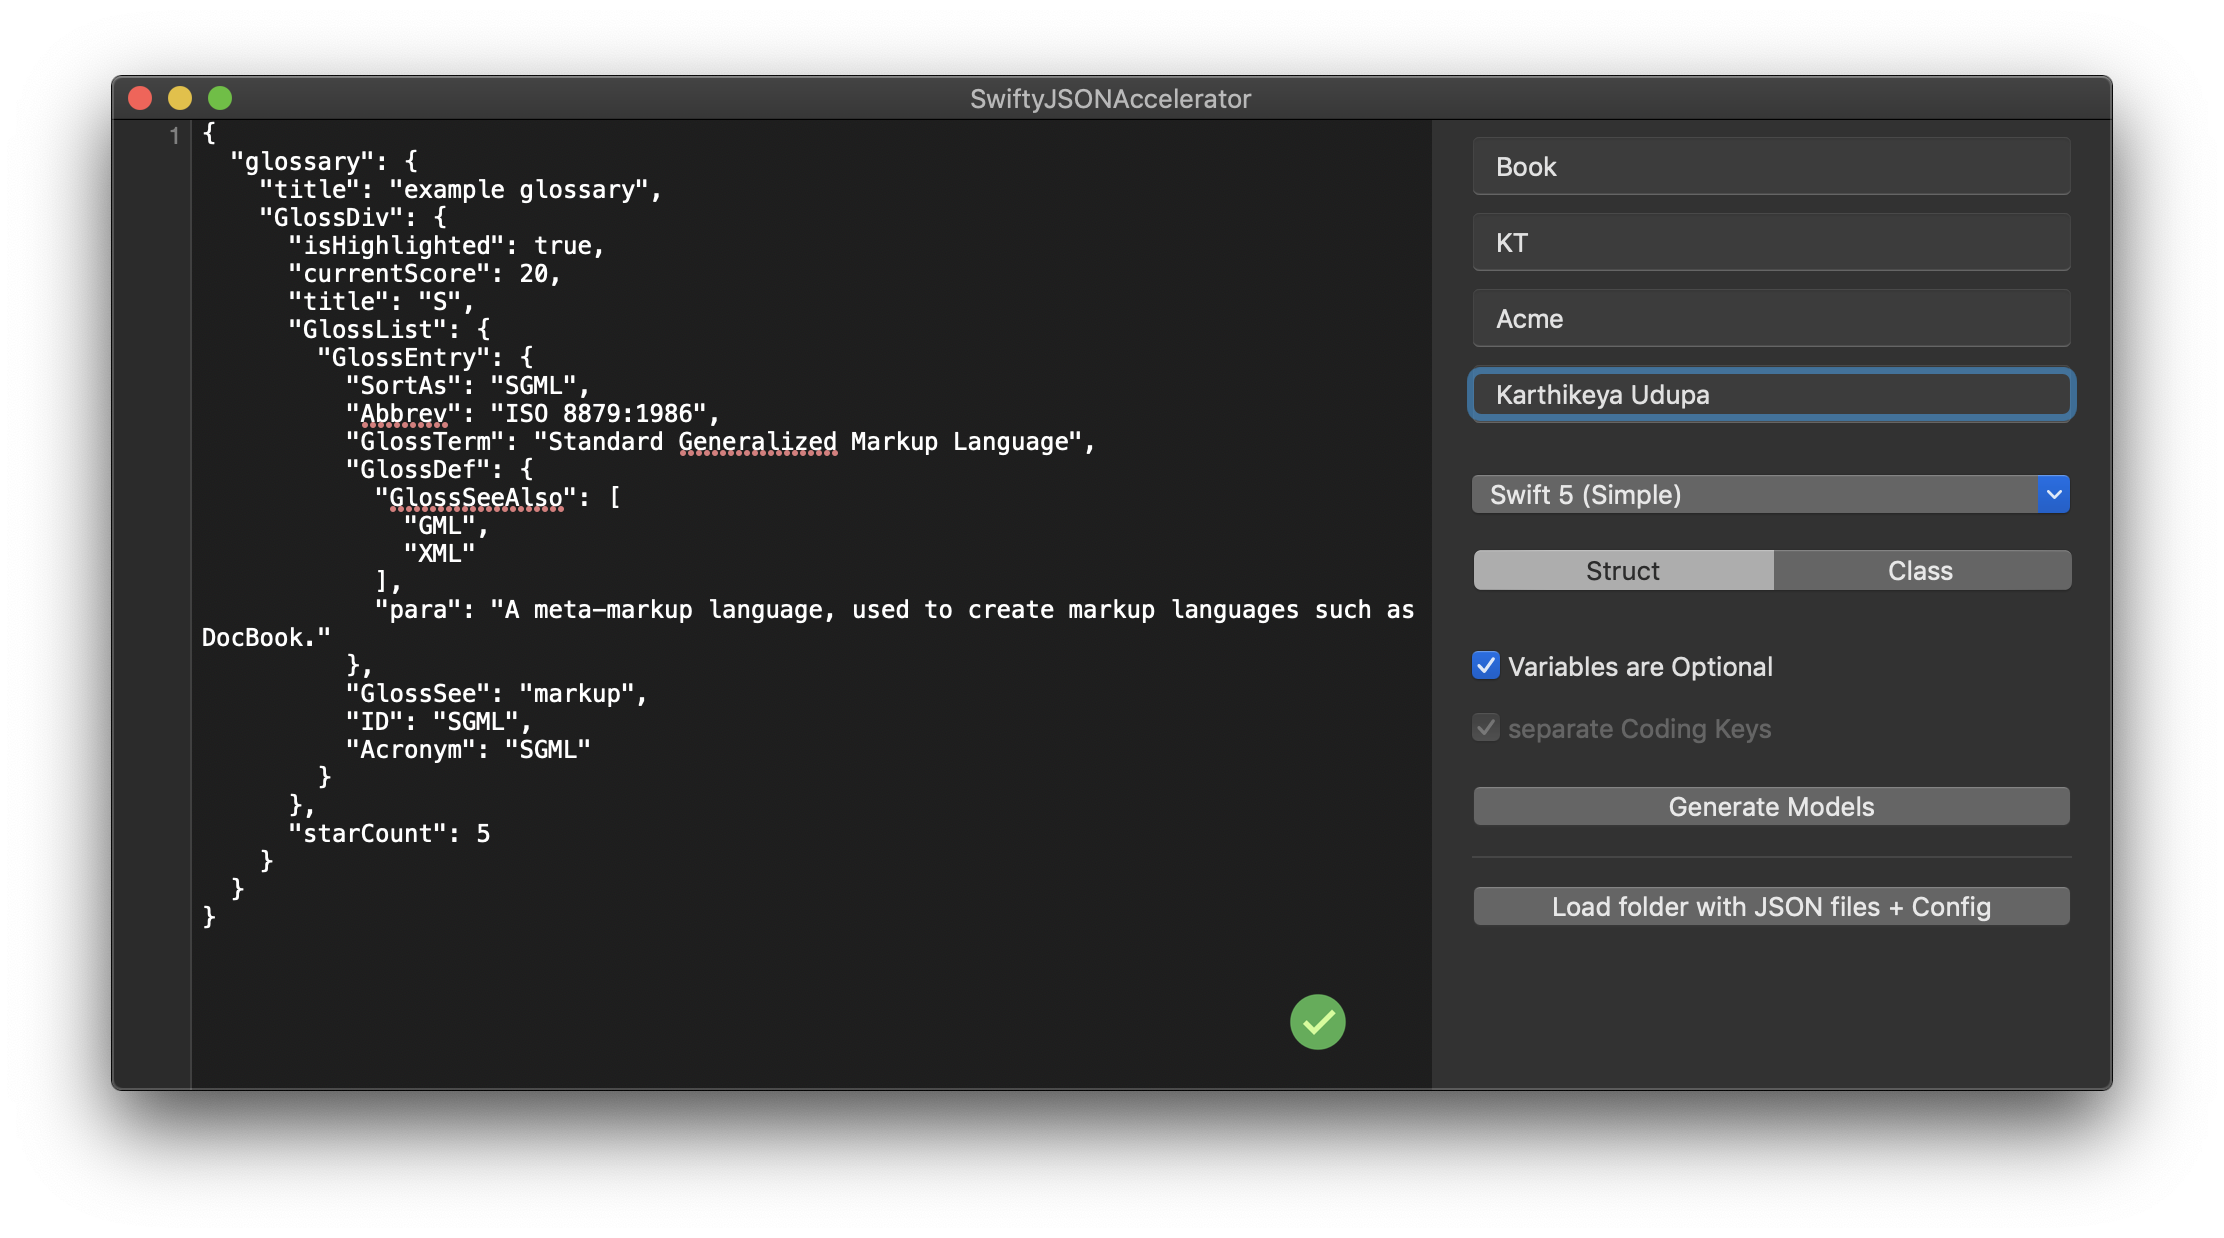 SwiftyJSONAccelerator
1
{
  "glossary": {
    "title": "example glossary",
    "GlossDiv": {
      "isHighlighted": true,
      "currentScore": 20,
      "title": "S",
      "GlossList": {
        "GlossEntry": {
          "SortAs": "SGML",
          "Abbrev": "ISO 8879:1986",
          "GlossTerm": "Standard Generalized Markup Language",
          "GlossDef": {
            "GlossSeeAlso": [
              "GML",
              "XML"
            ],
            "para": "A meta-markup language, used to create markup languages such as
DocBook."
          },
          "GlossSee": "markup",
          "ID": "SGML",
          "Acronym": "SGML"
        }
      },
      "starCount": 5
    }
  }
}
Book
KT
Acme
Karthikeya Udupa
Swift 5 (Simple)
Struct Class
Variables are Optional
separate Coding Keys
Generate Models
Load folder with JSON files + Config